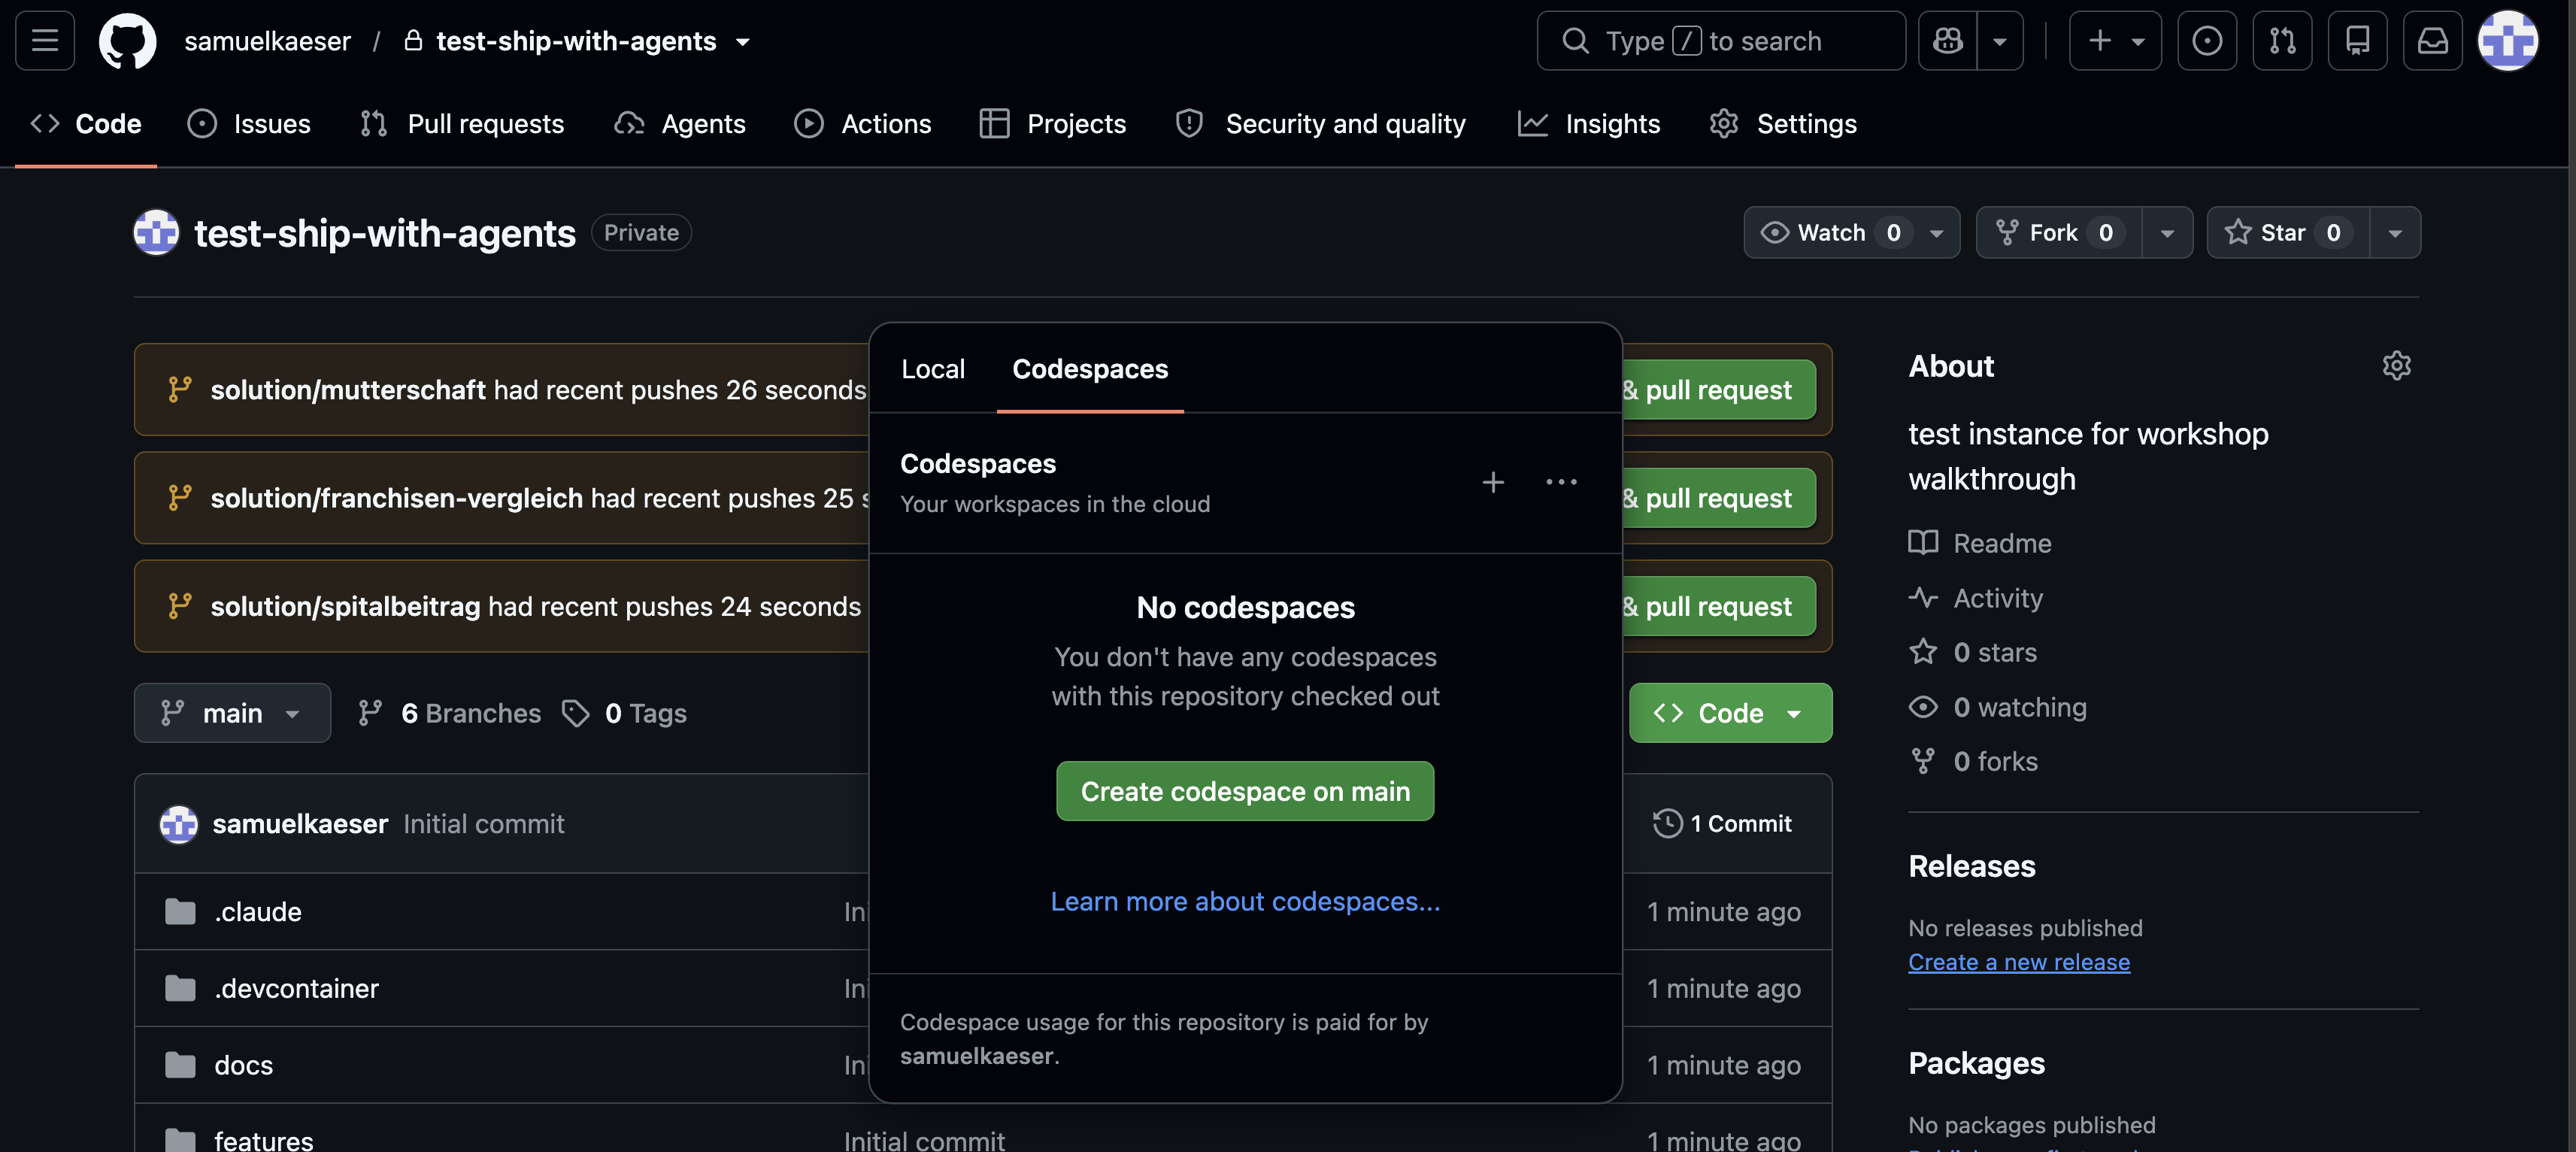 samuelkaeser / test-ship-with-agents
Type / to search
Code
Issues
Pull requests
Agents
Actions
Projects
Security and quality
Insights
Settings
test-ship-with-agents Private
Watch 0
Fork 0
Star 0
solution/mutterschaft had recent pushes 26 seconds
& pull request
solution/franchisen-vergleich had recent pushes 25 s
& pull request
solution/spitalbeitrag had recent pushes 24 seconds
& pull request
main
6 Branches
0 Tags
Code
samuelkaeser Initial commit
1 Commit
.claude
Ini
1 minute ago
.devcontainer
Ini
1 minute ago
docs
Ini
1 minute ago
features
Initial commit
1 minute ago
Local
Codespaces
Codespaces
Your workspaces in the cloud
No codespaces
You don't have any codespaces
with this repository checked out
Create codespace on main
Learn more about codespaces...
Codespace usage for this repository is paid for by
samuelkaeser.
About
test instance for workshop
walkthrough
Readme
Activity
0 stars
0 watching
0 forks
Releases
No releases published
Create a new release
Packages
No packages published